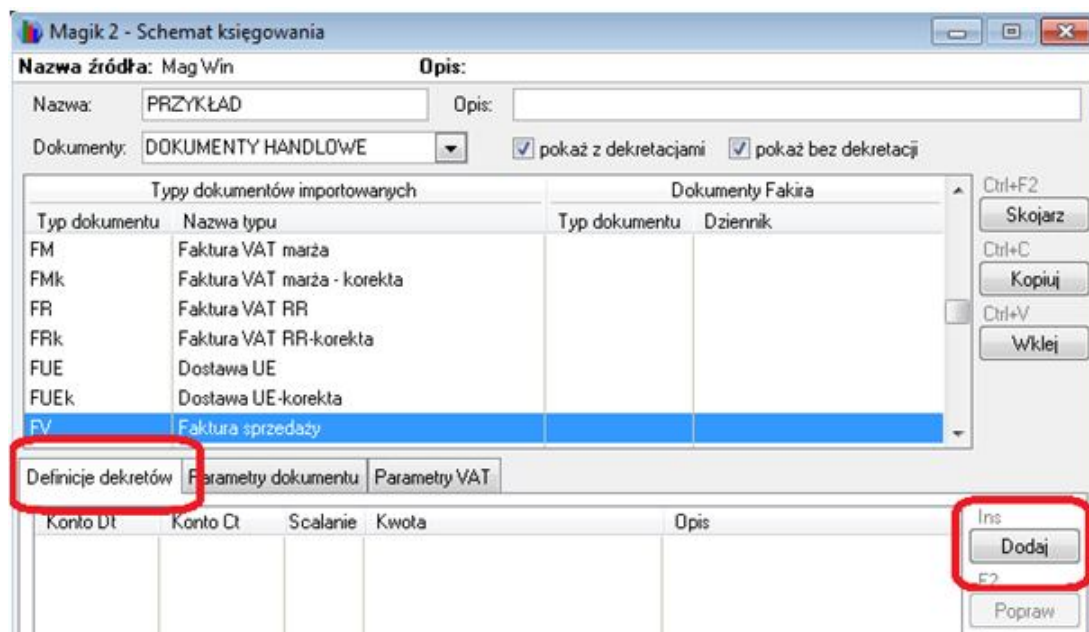 Magik 2 - Schemat księgowania
Nazwa źródła: Mag Win Opis:
Nazwa: PRZYKŁAD Opis:
Dokumenty: DOKUMENTY HANDLOWE pokaż z dekretacjami pokaż bez dekretacji
Typy dokumentów importowanych Dokumenty Fakira Ctrl+F2
Typ dokumentu Nazwa typu Typ dokumentu Dziennik Skojarz
FM Faktura VAT marża Ctrl+C
FMk Faktura VAT marża - korekta Kopiuj
FR Faktura VAT RR Ctrl+V
FRk Faktura VAT RR-korekta Wklej
FUE Dostawa UE
FUEk Dostawa UE-korekta
FV Faktura sprzedaży
Definicje dekretów Parametry dokumentu Parametry VAT
Konto Dt Konto Ct Scalanie Kwota Opis Ins
Dodaj
F2
Popraw